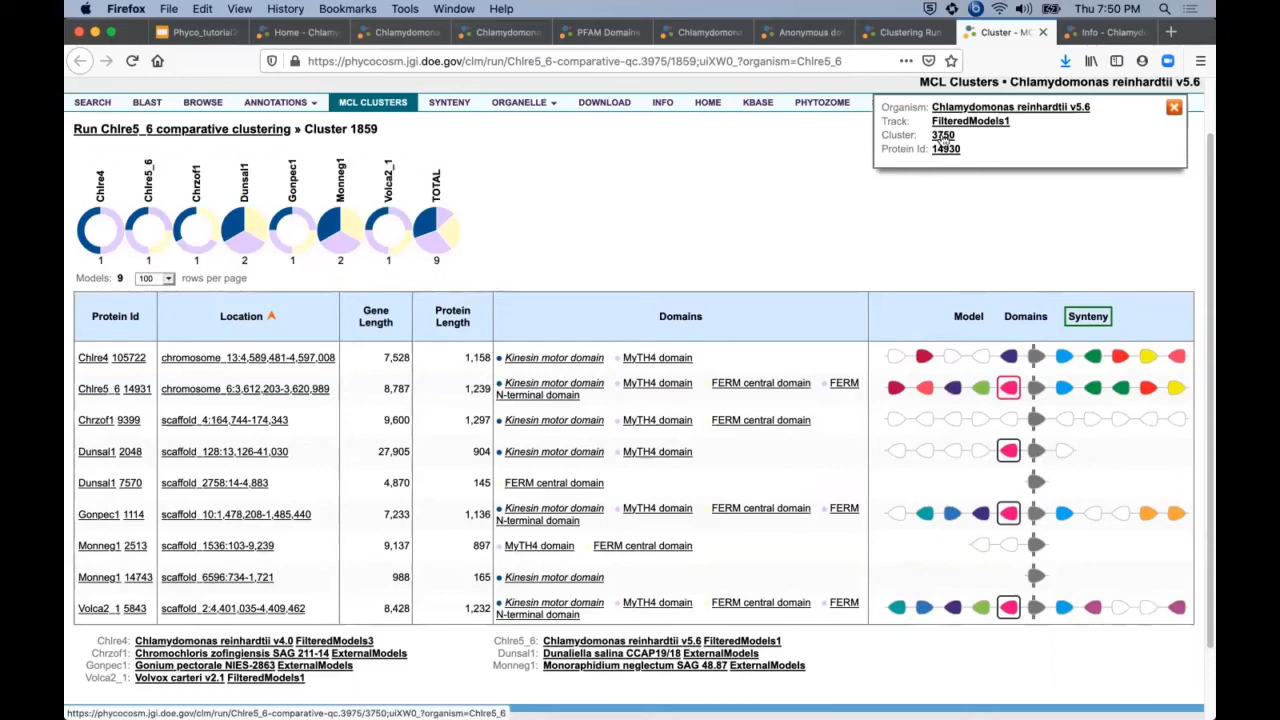 Firefox File Edit View History Bookmarks Tools Window Help Thu 7:50 PM
Phyco_tutorial Home - Chlamy Chlamydomona Chlamydomona PFAM Domain Chlamydomona Anonymous do Clustering Run Cluster - MC Info - Chlamydo
https://phycocosm.jgi.doe.gov/clm/run/Chlre5_6-comparative-qc.3975/1859;uiXW0_?organism=Chlre5_6
MCL Clusters • Chlamydomonas reinhardtii v5.6
SEARCH BLAST BROWSE ANNOTATIONS MCL CLUSTERS SYNTENY ORGANELLE DOWNLOAD INFO HOME KBASE PHYTOZOME
Organism: Chlamydomonas reinhardtii v5.6
Track: FilteredModels1
Cluster: 3750
Protein Id: 14930
Run Chlre5_6 comparative clustering » Cluster 1859
Chlre4 Chlre5_6 Chrzof1 Dunsal1 Gonpec1 Monneg1 Volca2_1 TOTAL
1 1 1 2 1 2 1 9
Models: 9 100 rows per page
Protein Id Location Gene Length Protein Length Domains Model Domains Synteny
Chlre4 105722 chromosome_13:4,589,481-4,597,008 7,528 1,158 Kinesin motor domain MyTH4 domain
Chlre5_6 14931 chromosome_6:3,612,203-3,620,989 8,787 1,239 Kinesin motor domain MyTH4 domain FERM central domain FERM
N-terminal domain
Chrzof1 9399 scaffold_4:164,744-174,343 9,600 1,297 Kinesin motor domain MyTH4 domain FERM central domain
Dunsal1 2048 scaffold_128:13,126-41,030 27,905 904 Kinesin motor domain MyTH4 domain
Dunsal1 7570 scaffold_2758:14-4,883 4,870 145 FERM central domain
Gonpec1 1114 scaffold_10:1,478,208-1,485,440 7,233 1,136 Kinesin motor domain MyTH4 domain FERM central domain FERM
N-terminal domain
Monneg1 2513 scaffold_1536:103-9,239 9,137 897 MyTH4 domain FERM central domain
Monneg1 14743 scaffold_6596:734-1,721 988 165 Kinesin motor domain
Volca2_1 5843 scaffold_2:4,401,035-4,409,462 8,428 1,232 Kinesin motor domain MyTH4 domain FERM central domain FERM
N-terminal domain
Chlre4: Chlamydomonas reinhardtii v4.0 FilteredModels3 Chlre5_6: Chlamydomonas reinhardtii v5.6 FilteredModels1
Chrzof1: Chromochloris zofingiensis SAG 211-14 ExternalModels Dunsal1: Dunaliella salina CCAP19/18 ExternalModels
Gonpec1: Gonium pectorale NIES-2863 ExternalModels Monneg1: Monoraphidium neglectum SAG 48.87 ExternalModels
Volca2_1: Volvox carteri v2.1 FilteredModels1
https://phycocosm.jgi.doe.gov/clm/run/Chlre5_6-comparative-qc.3975/3750;uiXW0_?organism=Chlre5_6